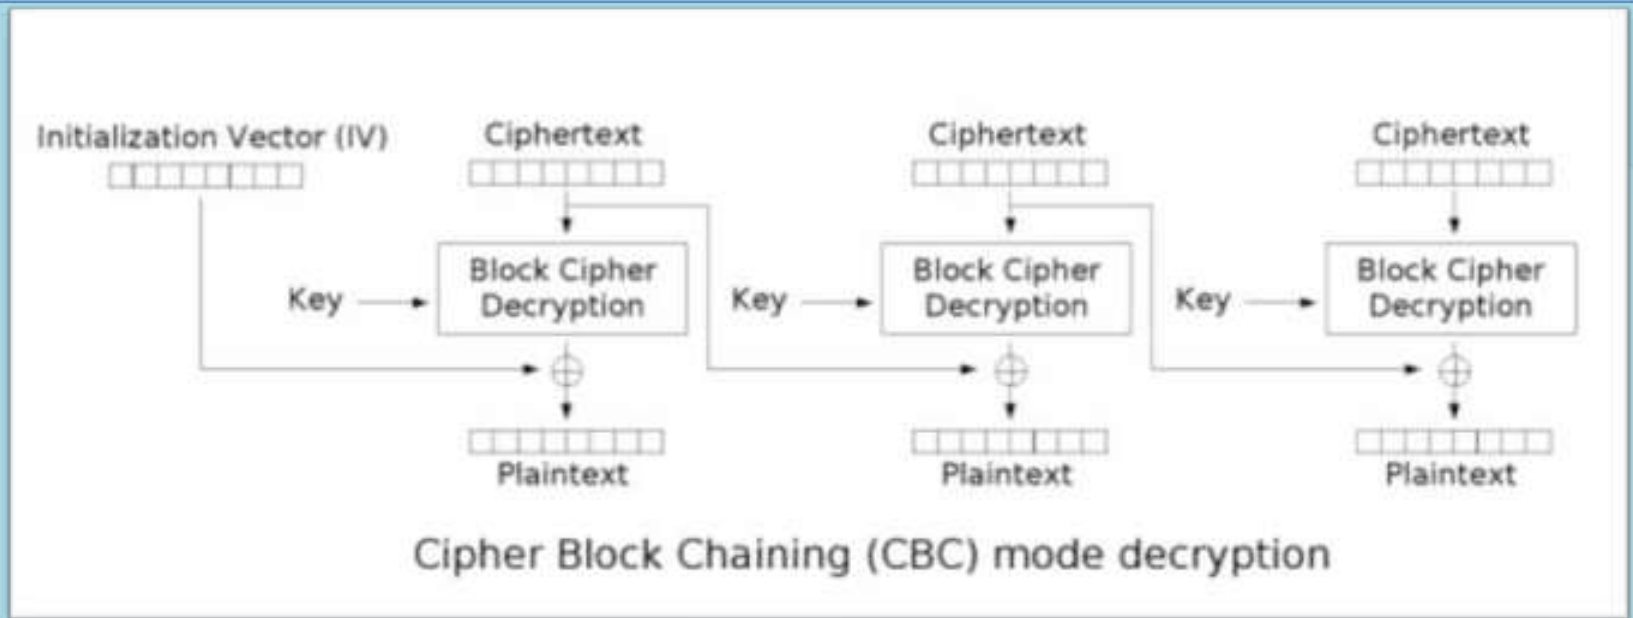 Initialization Vector (IV)
Ciphertext
Ciphertext
Ciphertext
Key
Block Cipher
Decryption
Key
Block Cipher
Decryption
Key
Block Cipher
Decryption
Plaintext
Plaintext
Plaintext
Cipher Block Chaining (CBC) mode decryption